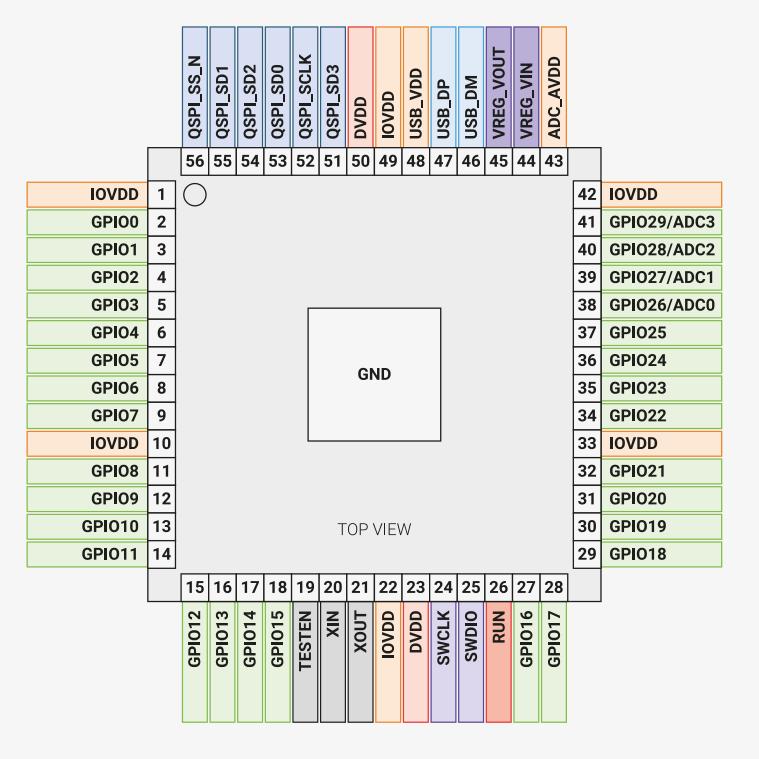 QSPI_SS_N QSPI_SD1 QSPI_SD2 QSPI_SD0 QSPI_SCLK QSPI_SD3 DVDD IOVDD USB_VDD USB_DP USB_DM VREG_VOUT VREG_VIN ADC_AVDD
56 55 54 53 52 51 50 49 48 47 46 45 44 43
IOVDD 1 42 IOVDD
GPIO0 2 41 GPIO29/ADC3
GPIO1 3 40 GPIO28/ADC2
GPIO2 4 39 GPIO27/ADC1
GPIO3 5 38 GPIO26/ADC0
GPIO4 6 37 GPIO25
GPIO5 7 36 GPIO24
GND
GPIO6 8 35 GPIO23
GPIO7 9 34 GPIO22
IOVDD 10 33 IOVDD
GPIO8 11 32 GPIO21
GPIO9 12 31 GPIO20
GPIO10 13 30 GPIO19
TOP VIEW
GPIO11 14 29 GPIO18
15 16 17 18 19 20 21 22 23 24 25 26 27 28
GPIO12 GPIO13 GPIO14 GPIO15 TESTEN XIN XOUT IOVDD DVDD SWCLK SWDIO RUN GPIO16 GPIO17